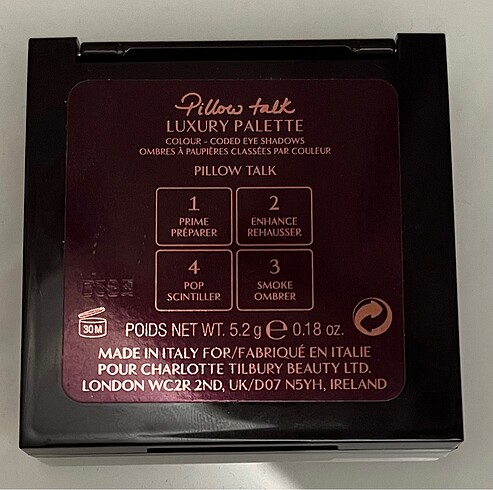 Pillow talk
LUXURY PALETTE
COLOUR - CODED EYE SHADOWS
OMBRES À PAUPIÈRES CLASSÉES PAR COULEUR
PILLOW TALK
1
PRIME
PRÉPARER
2
ENHANCE
REHAUSSER
4
POP
SCINTILLER
3
SMOKE
OMBRER
30 M
POIDS NET WT. 5.2 g ℮ 0.18 oz.
MADE IN ITALY FOR/FABRIQUÉ EN ITALIE
POUR CHARLOTTE TILBURY BEAUTY LTD.
LONDON WC2R 2ND, UK/D07 N5YH, IRELAND